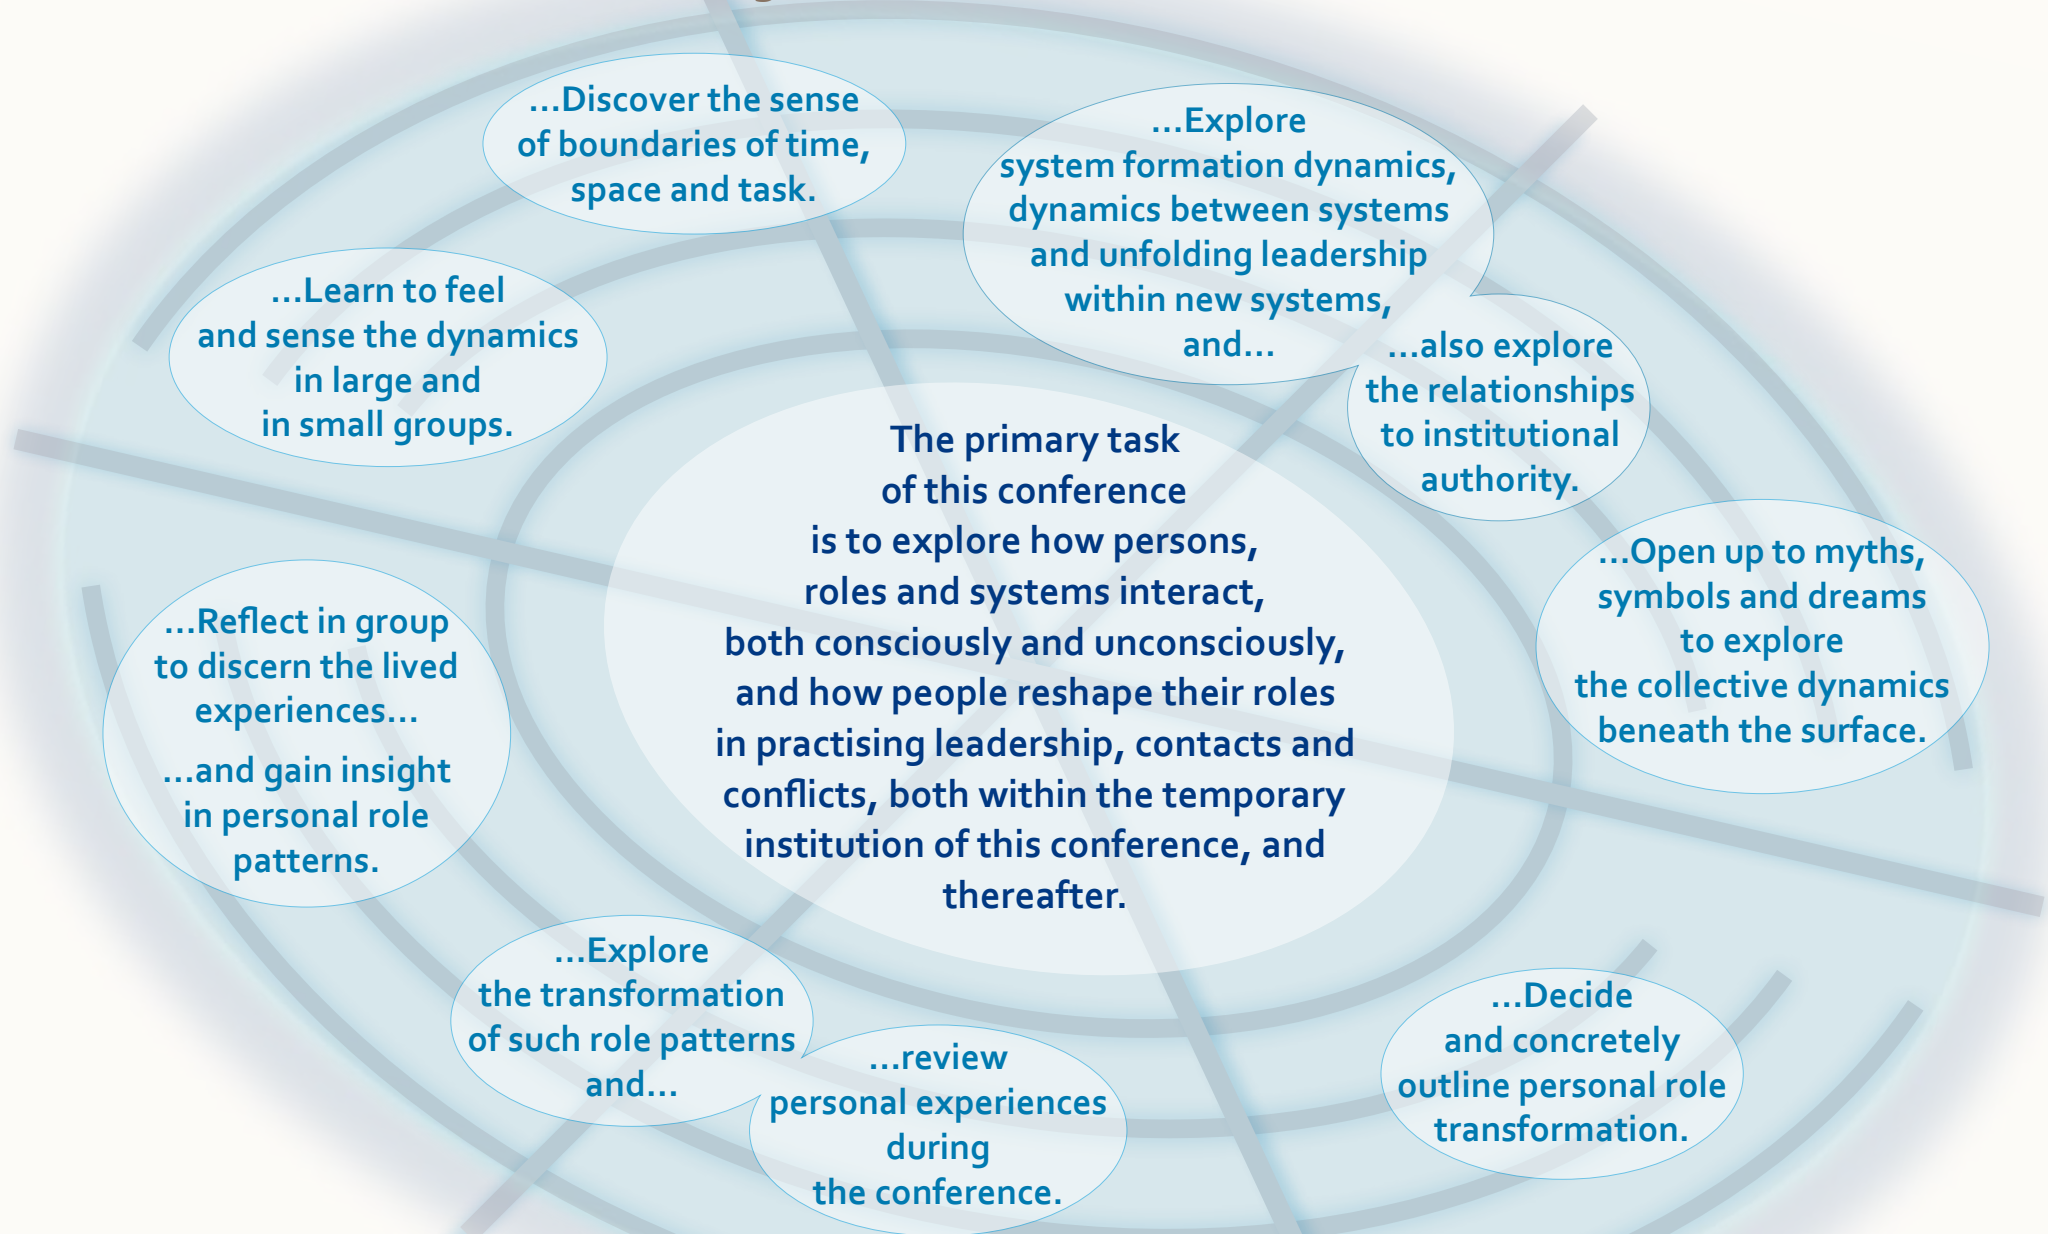 ...Discover the sense
of boundaries of time,
space and task.
...Explore
system formation dynamics,
dynamics between systems
and unfolding leadership
within new systems,
and...
...also explore
the relationships
to institutional
authority.
...Learn to feel
and sense the dynamics
in large and
in small groups.
The primary task
of this conference
is to explore how persons,
roles and systems interact,
both consciously and unconsciously,
and how people reshape their roles
in practising leadership, contacts and
conflicts, both within the temporary
institution of this conference, and
thereafter.
...Open up to myths,
symbols and dreams
to explore
the collective dynamics
beneath the surface.
...Reflect in group
to discern the lived
experiences...
...and gain insight
in personal role
patterns.
...Explore
the transformation
of such role patterns
and...
...review
personal experiences
during
the conference.
...Decide
and concretely
outline personal role
transformation.